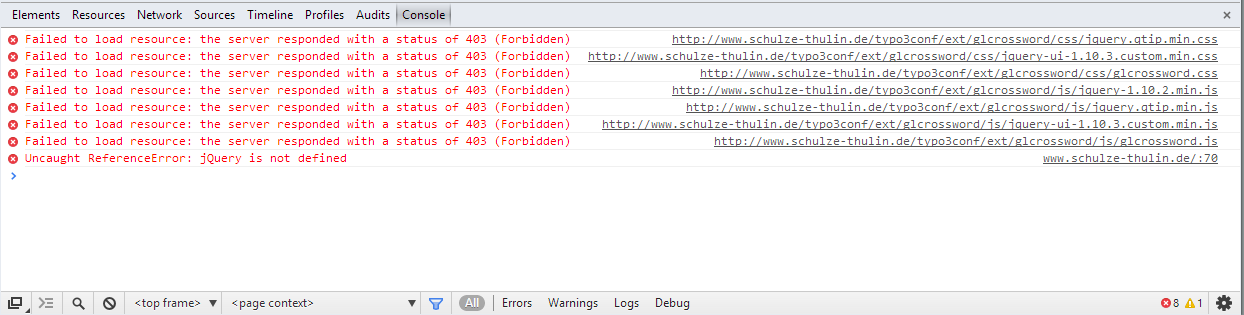 Elements Resources Network Sources Timeline Profiles Audits Console ×
Failed to load resource: the server responded with a status of 403 (Forbidden) http://www.schulze-thulin.de/typo3conf/ext/glcrossword/css/jquery.qtip.min.css
Failed to load resource: the server responded with a status of 403 (Forbidden) http://www.schulze-thulin.de/typo3conf/ext/glcrossword/css/jquery-ui-1.10.3.custom.min.css
Failed to load resource: the server responded with a status of 403 (Forbidden) http://www.schulze-thulin.de/typo3conf/ext/glcrossword/css/glcrossword.css
Failed to load resource: the server responded with a status of 403 (Forbidden) http://www.schulze-thulin.de/typo3conf/ext/glcrossword/js/jquery-1.10.2.min.js
Failed to load resource: the server responded with a status of 403 (Forbidden) http://www.schulze-thulin.de/typo3conf/ext/glcrossword/js/jquery.qtip.min.js
Failed to load resource: the server responded with a status of 403 (Forbidden) http://www.schulze-thulin.de/typo3conf/ext/glcrossword/js/jquery-ui-1.10.3.custom.min.js
Failed to load resource: the server responded with a status of 403 (Forbidden) http://www.schulze-thulin.de/typo3conf/ext/glcrossword/js/glcrossword.js
Uncaught ReferenceError: jQuery is not defined www.schulze-thulin.de/:70
<top frame> ▼ <page context> ▼ All Errors Warnings Logs Debug 8 1